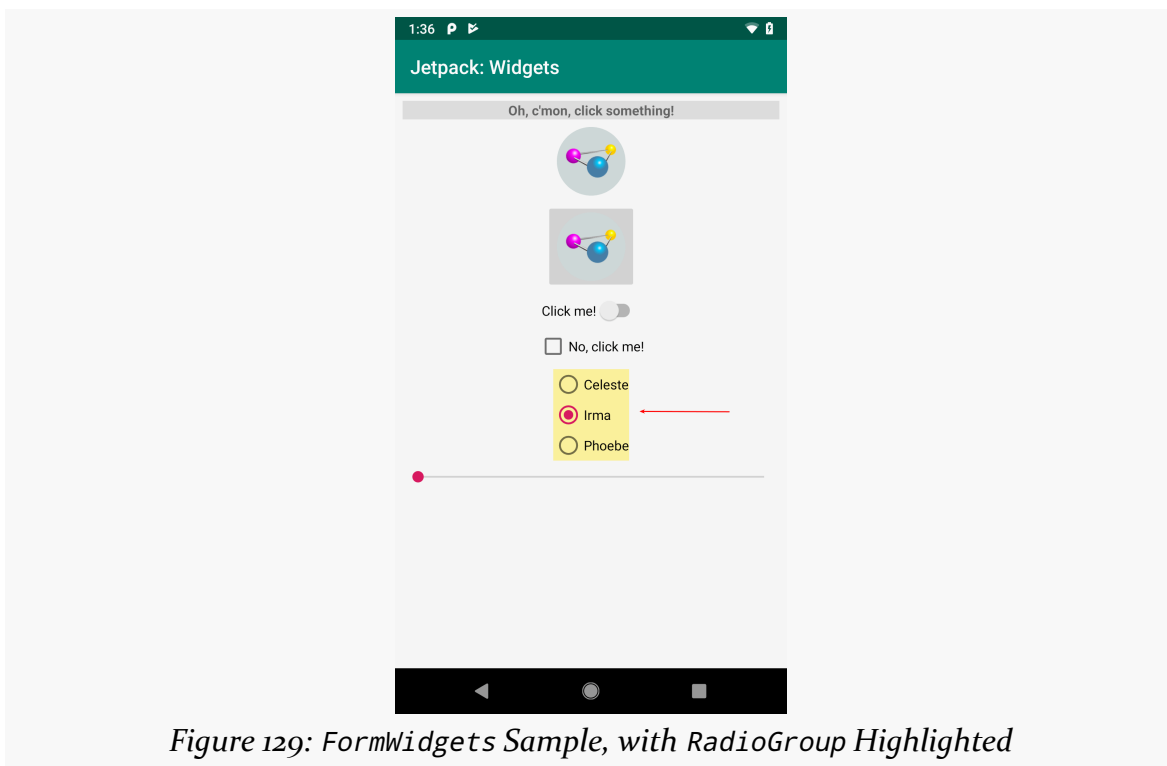 1:36
Jetpack: Widgets
Oh, c'mon, click something!
Click me!
No, click me!
Celeste
Irma
Phoebe
Figure 129: FormWidgets Sample, with RadioGroup Highlighted